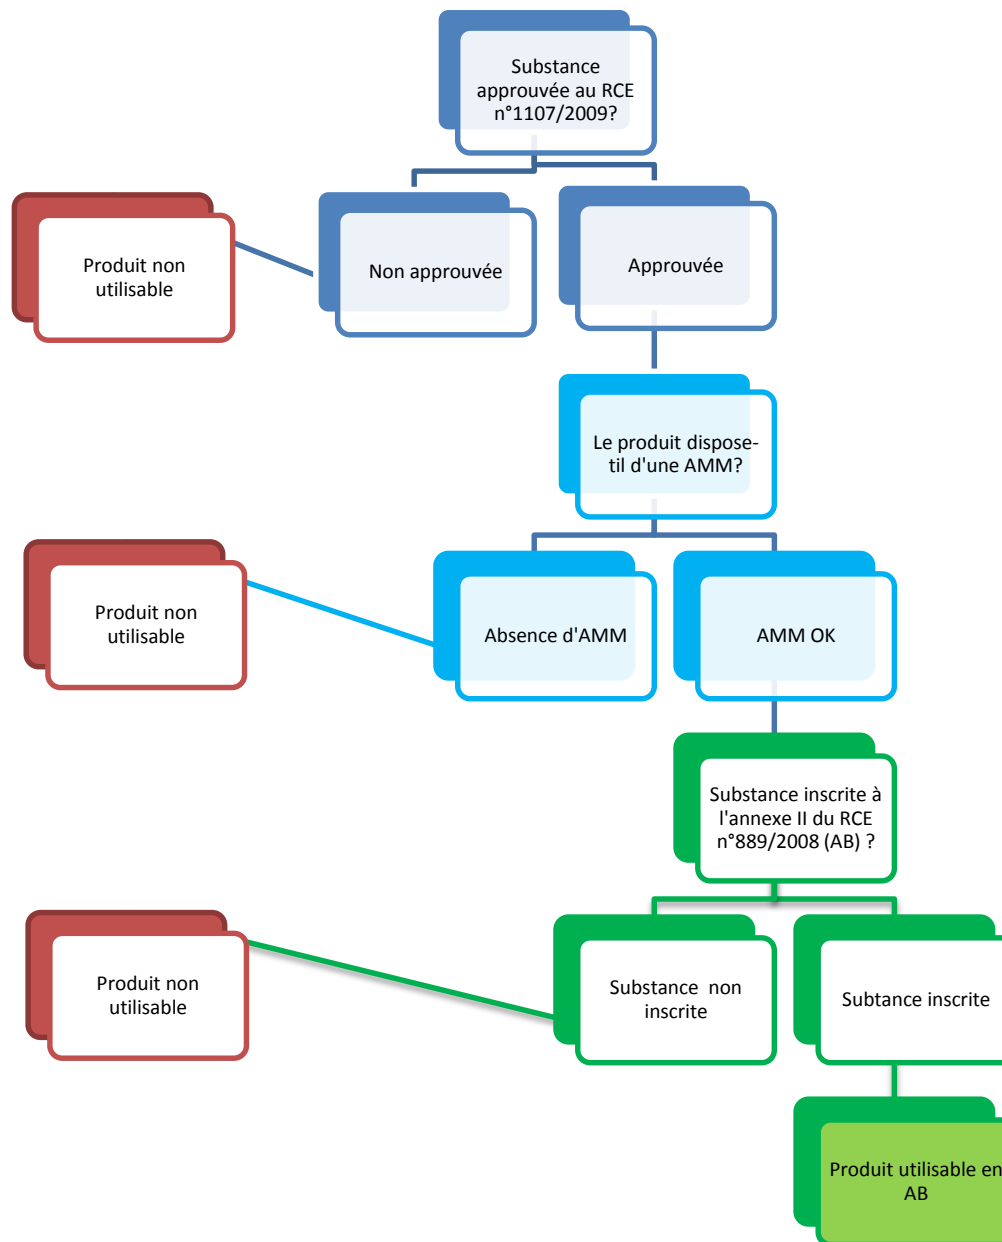 Substance
approuvée au RCE
n°1107/2009?
Produit non
utilisable
Non approuvée
Approuvée
Le produit dispose-
til d'une AMM?
Produit non
utilisable
Absence d'AMM
AMM OK
Substance inscrite à
l'annexe II du RCE
n°889/2008 (AB) ?
Produit non
utilisable
Substance non
inscrite
Subtance inscrite
Produit utilisable en
AB